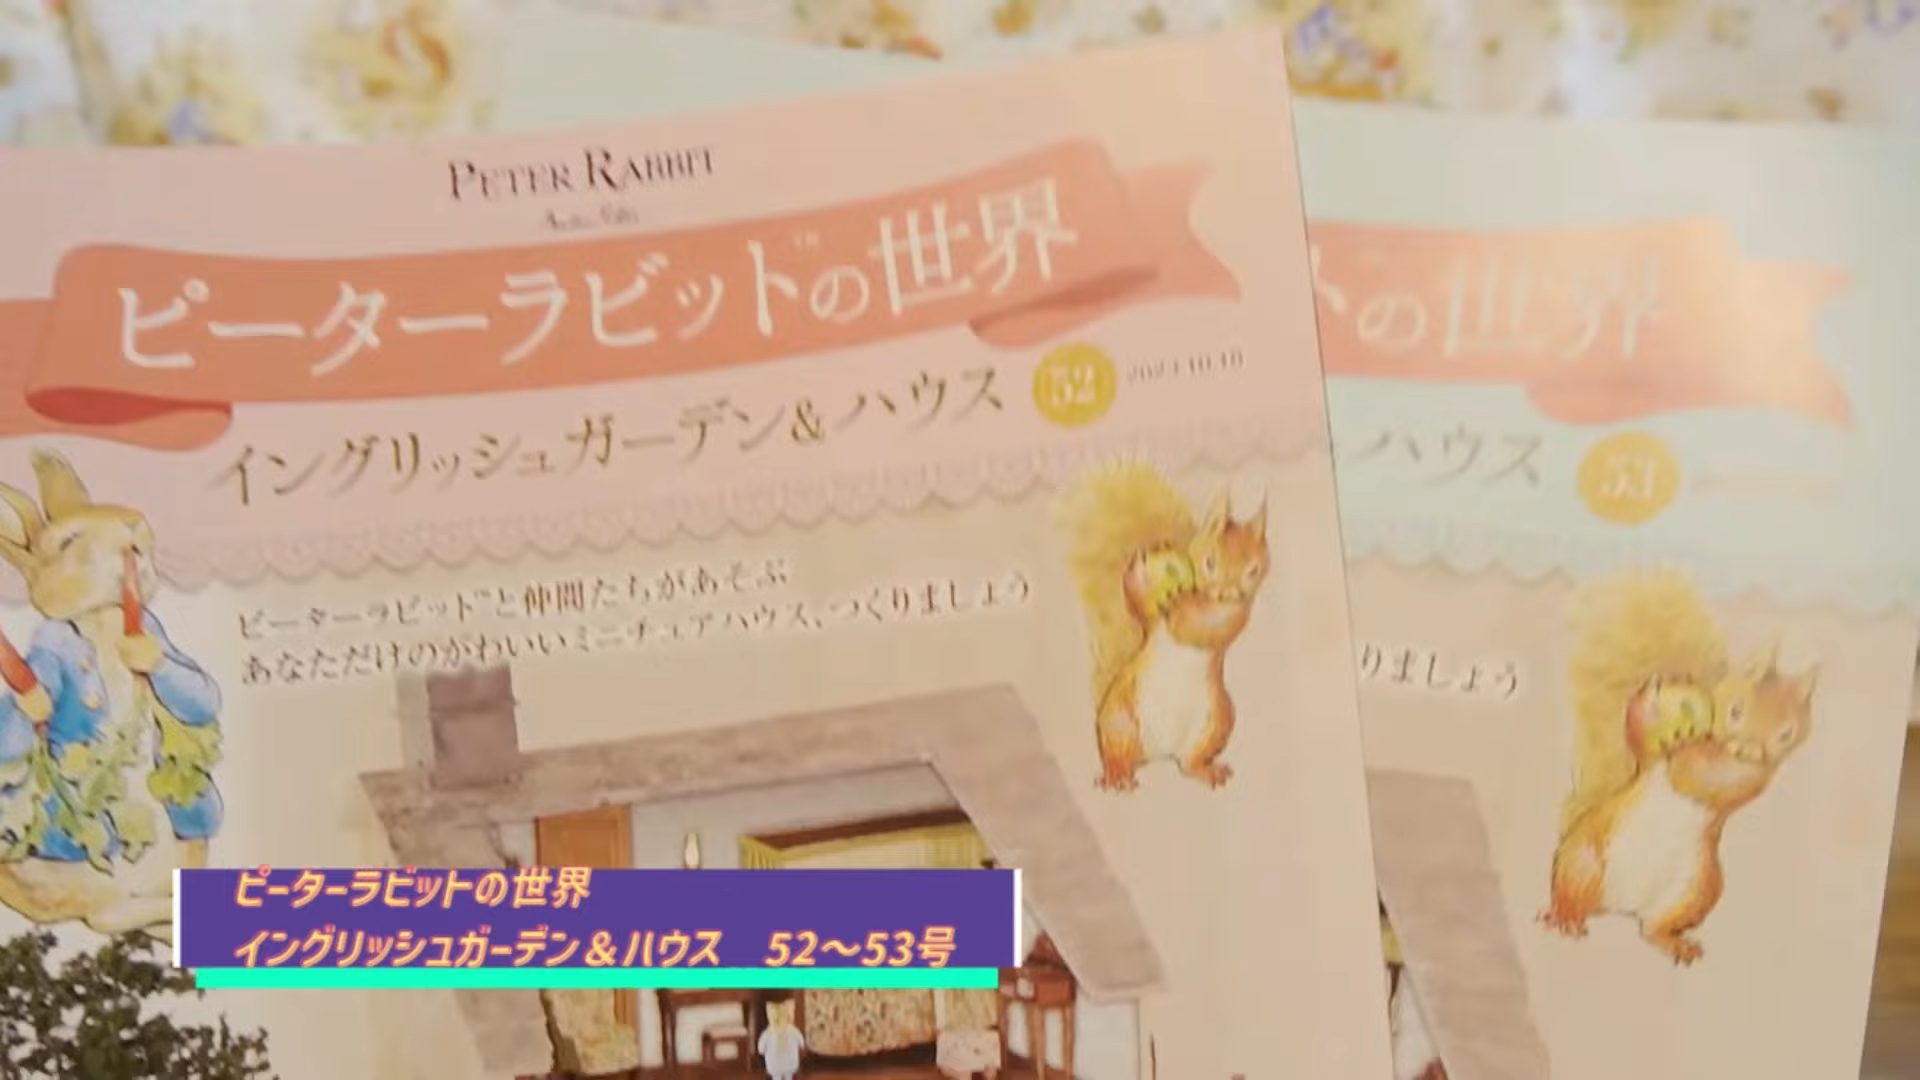 PETER RABBIT
ピーターラビット™の世界
イングリッシュガーデン&ハウス 52
ピーターラビット™と仲間たちがあそぶ
あなただけのかわいいミニチュアハウス、つくりましょう
トの世界
ハウス 53
りましょう
ピーターラビットの世界
イングリッシュガーデン＆ハウス　52〜53号